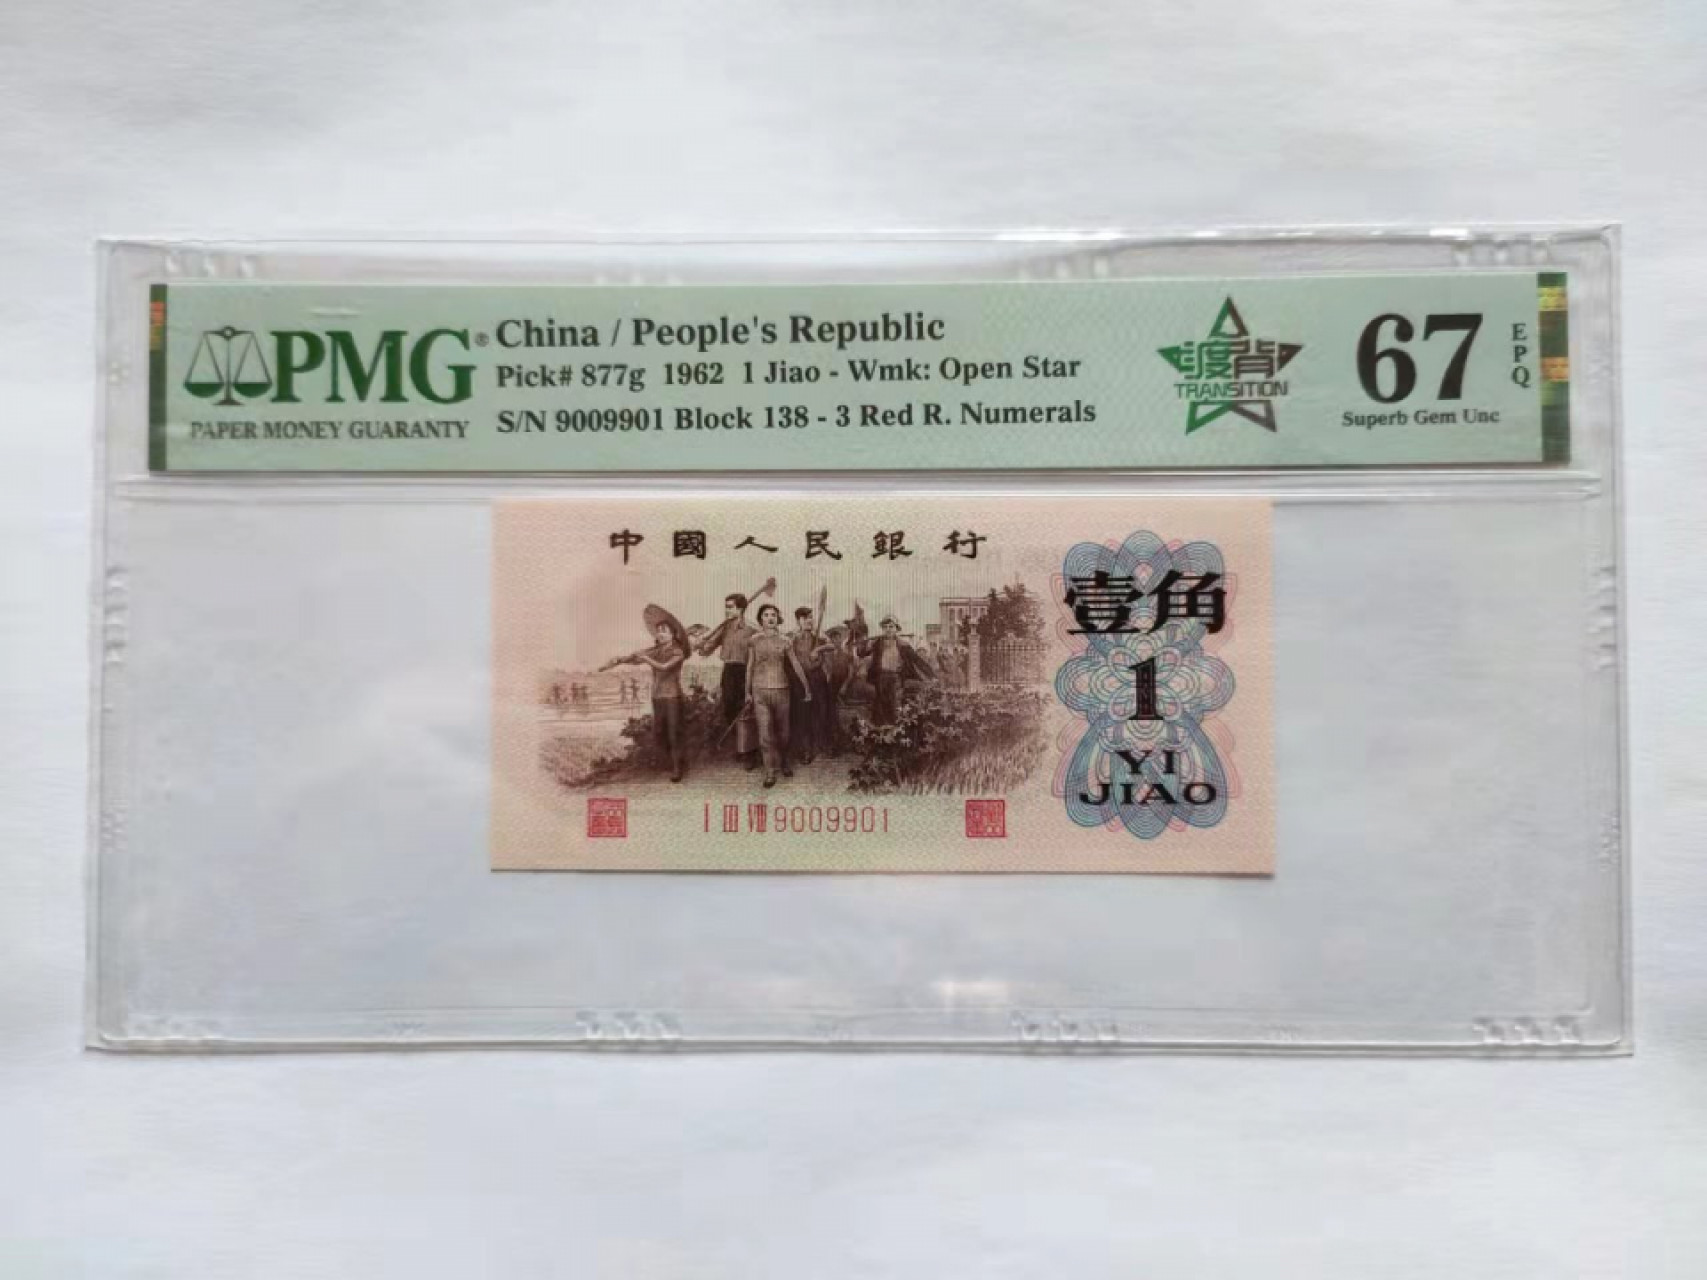 PMG®
PAPER MONEY GUARANTY
China / People's Republic
Pick# 877g 1962 1 Jiao - Wmk: Open Star
S/N 9009901 Block 138 - 3 Red R. Numerals
渡背
TRANSITION
67
EPQ
Superb Gem Unc
中國人民銀行
壹角
1
YI
JIAO
I III VIII 9009901